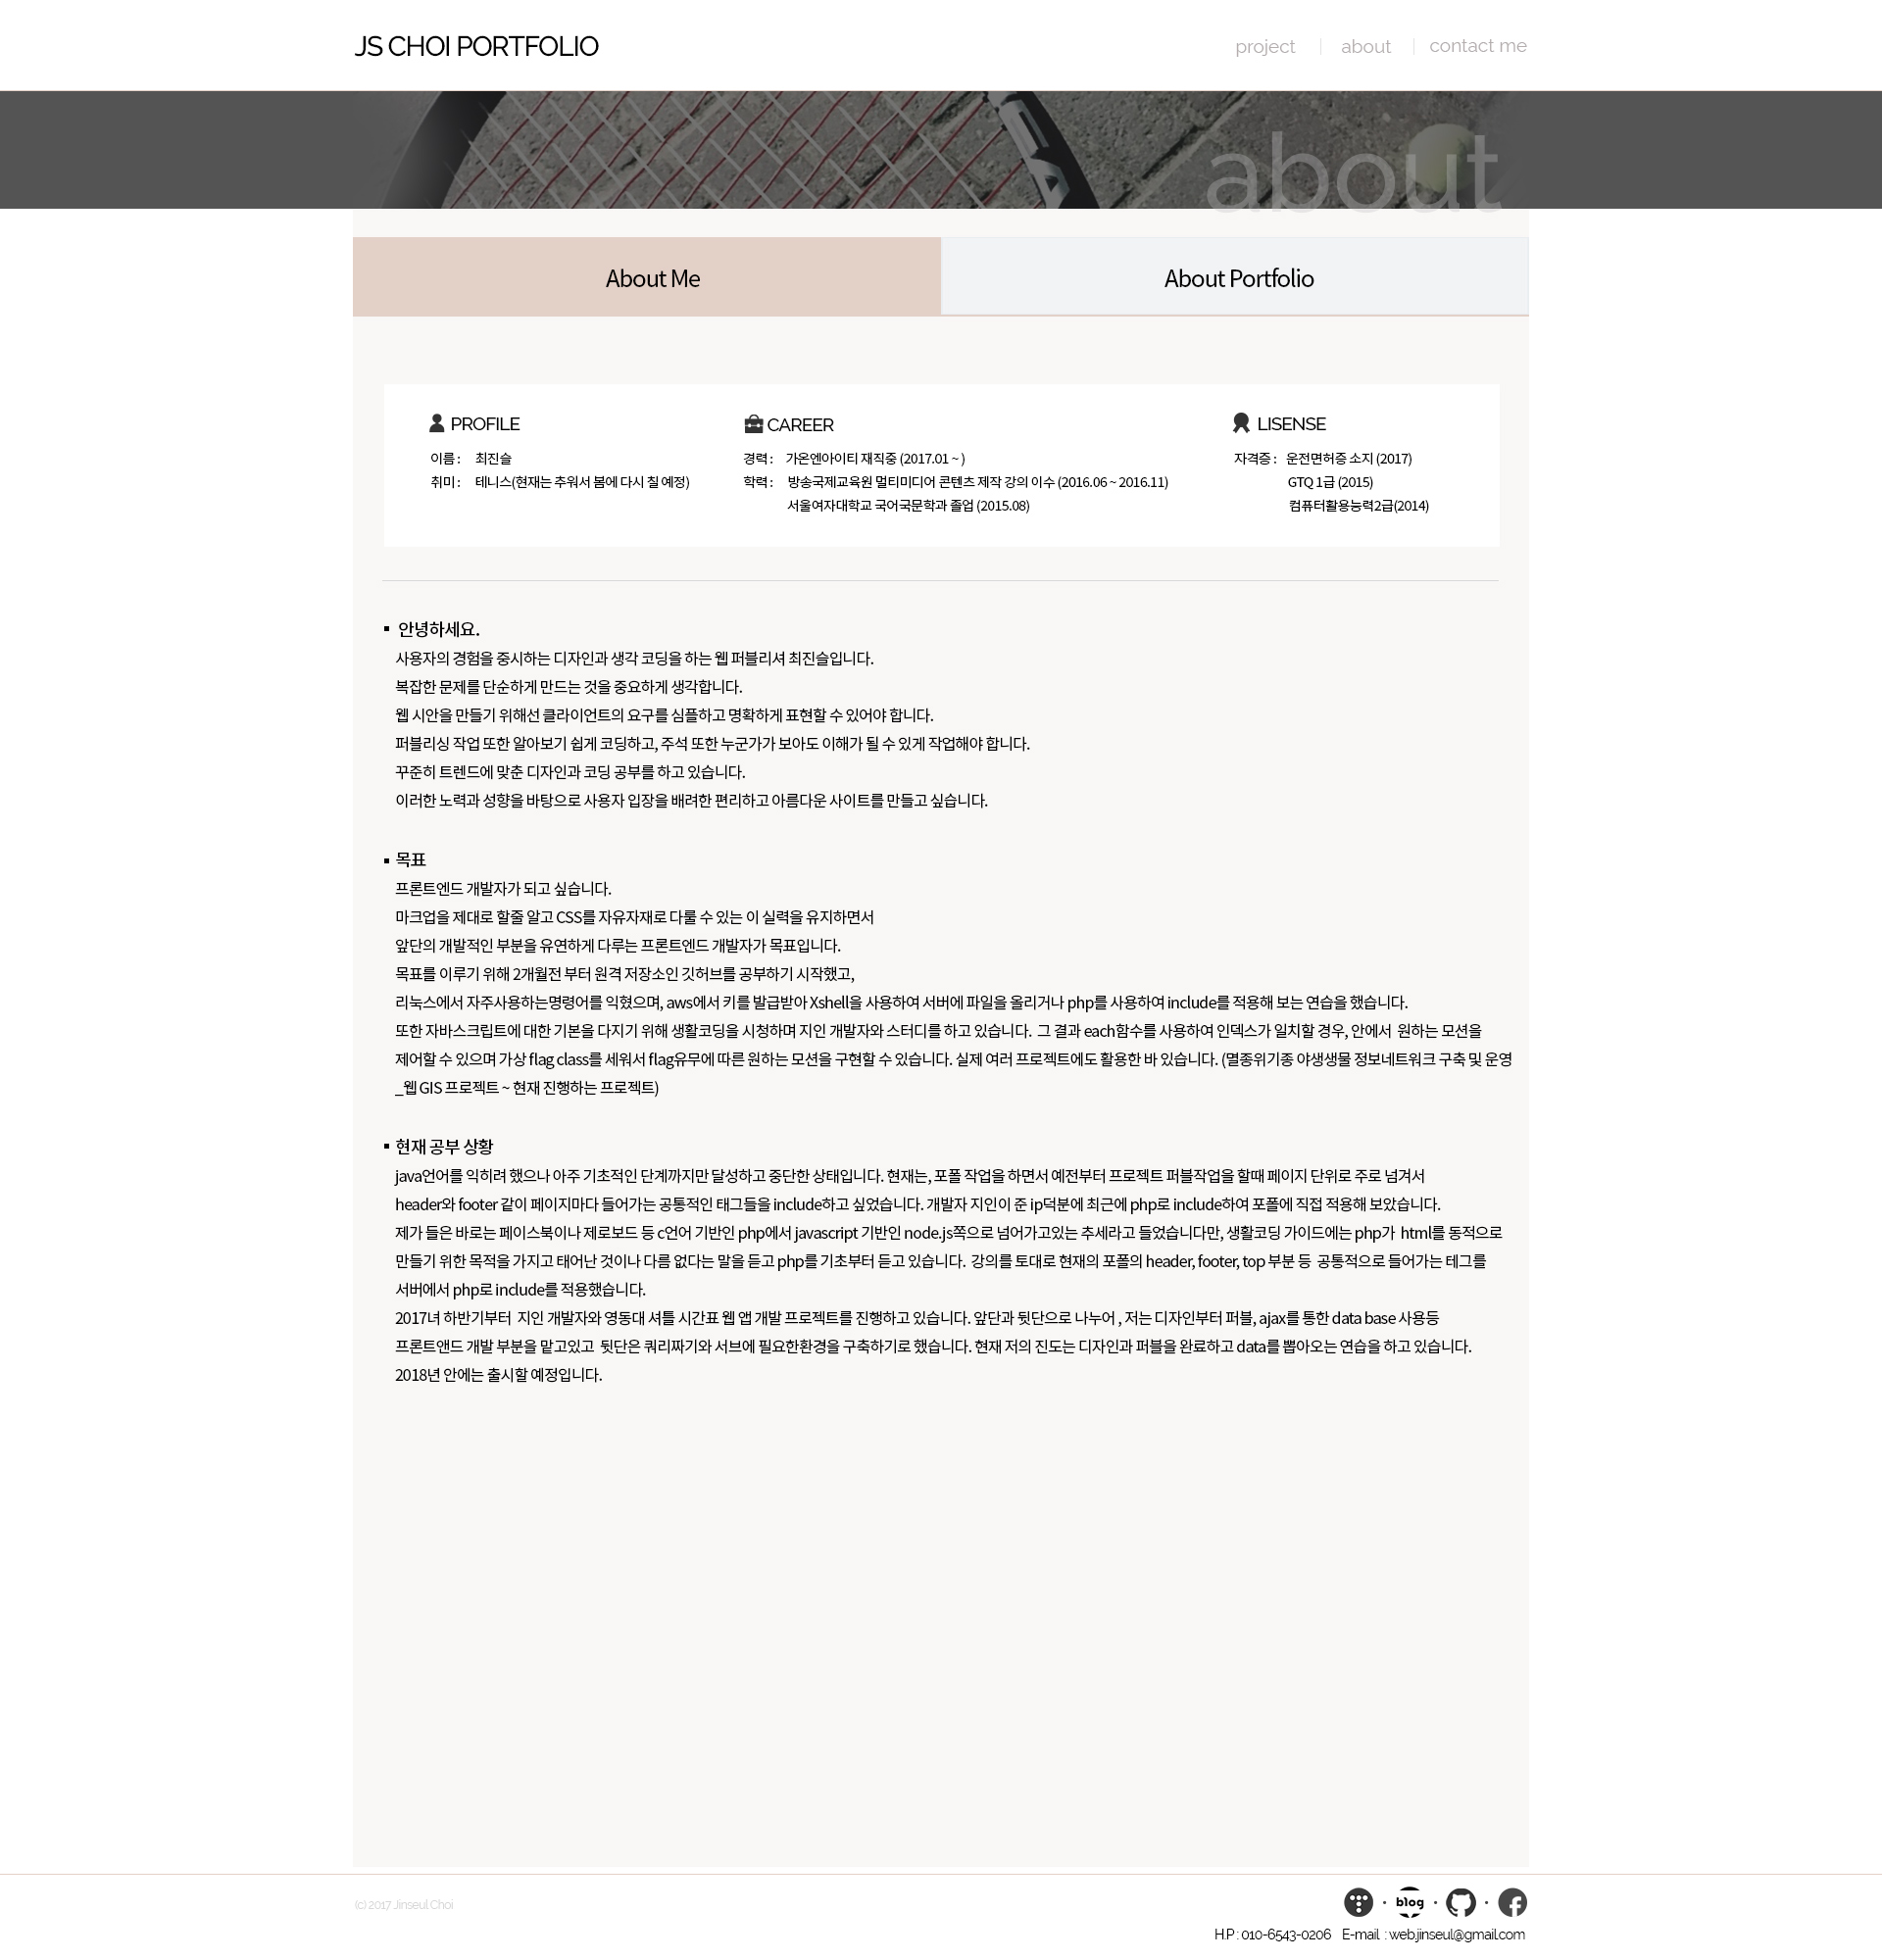 JS CHOI PORTFOLIO
project
about
contact me
about
About Me
About Portfolio
PROFILE
이름 : 최진슬
취미 : 테니스(현재는 추워서 봄에 다시 칠 예정)
CAREER
경력 : 가온엔아이티 재직중 (2017.01 ~ )
학력 : 방송국제교육원 멀티미디어 콘텐츠 제작 강의 이수 (2016.06 ~ 2016.11)
서울여자대학교 국어국문학과 졸업 (2015.08)
LISENSE
자격증 : 운전면허증 소지 (2017)
GTQ 1급 (2015)
컴퓨터활용능력2급(2014)
안녕하세요.
사용자의 경험을 중시하는 디자인과 생각 코딩을 하는 웹 퍼블리셔 최진슬입니다.
복잡한 문제를 단순하게 만드는 것을 중요하게 생각합니다.
웹 시안을 만들기 위해선 클라이언트의 요구를 심플하고 명확하게 표현할 수 있어야 합니다.
퍼블리싱 작업 또한 알아보기 쉽게 코딩하고, 주석 또한 누군가가 보아도 이해가 될 수 있게 작업해야 합니다.
꾸준히 트렌드에 맞춘 디자인과 코딩 공부를 하고 있습니다.
이러한 노력과 성향을 바탕으로 사용자 입장을 배려한 편리하고 아름다운 사이트를 만들고 싶습니다.
목표
프론트엔드 개발자가 되고 싶습니다.
마크업을 제대로 할줄 알고 CSS를 자유자재로 다룰 수 있는 이 실력을 유지하면서
앞단의 개발적인 부분을 유연하게 다루는 프론트엔드 개발자가 목표입니다.
목표를 이루기 위해 2개월전 부터 원격 저장소인 깃허브를 공부하기 시작했고,
리눅스에서 자주사용하는명령어를 익혔으며, aws에서 키를 발급받아 Xshell을 사용하여 서버에 파일을 올리거나 php를 사용하여 include를 적용해 보는 연습을 했습니다.
또한 자바스크립트에 대한 기본을 다지기 위해 생활코딩을 시청하며 지인 개발자와 스터디를 하고 있습니다. 그 결과 each함수를 사용하여 인덱스가 일치할 경우, 안에서 원하는 모션을
제어할 수 있으며 가상 flag class를 세워서 flag유무에 따른 원하는 모션을 구현할 수 있습니다. 실제 여러 프로젝트에도 활용한 바 있습니다. (멸종위기종 야생생물 정보네트워크 구축 및 운영
_웹 GIS 프로젝트 ~ 현재 진행하는 프로젝트)
현재 공부 상황
java언어를 익히려 했으나 아주 기초적인 단계까지만 달성하고 중단한 상태입니다. 현재는, 포폴 작업을 하면서 예전부터 프로젝트 퍼블작업을 할때 페이지 단위로 주로 넘겨서
header와 footer 같이 페이지마다 들어가는 공통적인 태그들을 include하고 싶었습니다. 개발자 지인이 준 ip덕분에 최근에 php로 include하여 포폴에 직접 적용해 보았습니다.
제가 들은 바로는 페이스북이나 제로보드 등 c언어 기반인 php에서 javascript 기반인 node.js쪽으로 넘어가고있는 추세라고 들었습니다만, 생활코딩 가이드에는 php가 html를 동적으로
만들기 위한 목적을 가지고 태어난 것이나 다름 없다는 말을 듣고 php를 기초부터 듣고 있습니다. 강의를 토대로 현재의 포폴의 header, footer, top 부분 등 공통적으로 들어가는 테그를
서버에서 php로 include를 적용했습니다.
2017녀 하반기부터 지인 개발자와 영동대 셔틀 시간표 웹 앱 개발 프로젝트를 진행하고 있습니다. 앞단과 뒷단으로 나누어 , 저는 디자인부터 퍼블, ajax를 통한 data base 사용등
프론트앤드 개발 부분을 맡고있고 뒷단은 쿼리짜기와 서브에 필요한환경을 구축하기로 했습니다. 현재 저의 진도는 디자인과 퍼블을 완료하고 data를 뽑아오는 연습을 하고 있습니다.
2018년 안에는 출시할 예정입니다.
(c) 2017 Jinseul Choi
blog
H.P : 010-6543-0206 E-mail : web.jinseul@gmail.com